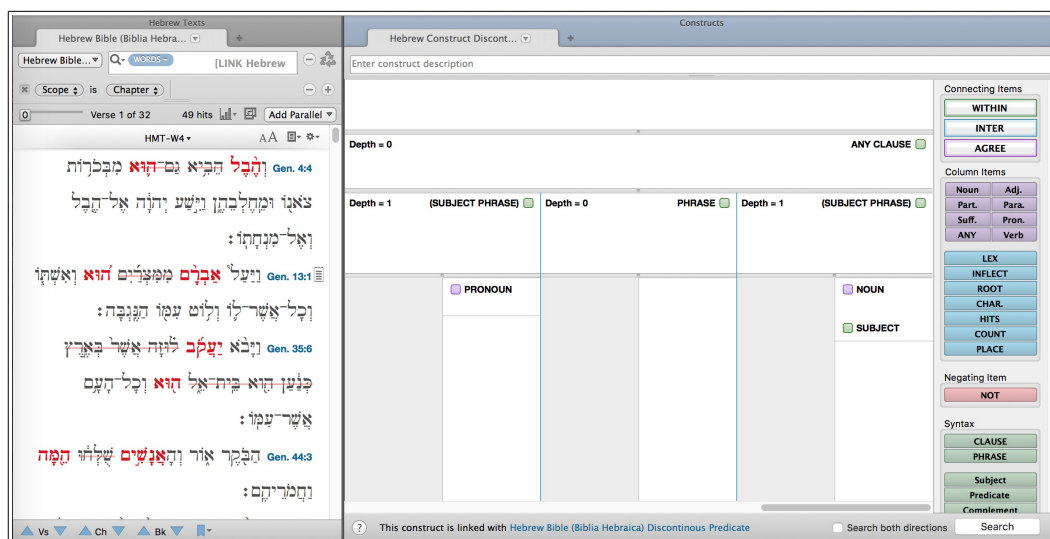 Hebrew Texts
Hebrew Bible (Biblia Hebra...
+
Hebrew Bible...
WORDS
[LINK Hebrew
Scope is Chapter
0
Verse 1 of 32
49 hits
Add Parallel
HMT-W4
AA
Gen. 4:4 וְהֶ֨בֶל הֵבִ֥יא גַם־ה֛וּא מִבְּכֹר֥וֹת
צֹאנ֖וֹ וּמֵֽחֶלְבֵהֶ֑ן וַיִּ֣שַׁע יְהוָ֔ה אֶל־הֶ֖בֶל
וְאֶל־מִנְחָתֽוֹ׃
Gen. 13:1 וַיַּעַל֩ אַבְרָ֨ם מִמִּצְרַ֜יִם ה֠וּא וְאִשְׁתּ֧וֹ
וְכָל־אֲשֶׁר־ל֛וֹ וְל֥וֹט עִמּ֖וֹ הַנֶּֽגְבָּה׃
Gen. 35:6 וַיָּבֹ֨א יַעֲקֹ֜ב ל֗וּזָה אֲשֶׁר֙ בְּאֶ֣רֶץ
כְּנַ֔עַן הִ֖וא בֵּֽית־אֵ֑ל ה֖וּא וְכָל־הָעָ֥ם
אֲשֶׁר־עִמּֽוֹ׃
Gen. 44:3 הַבֹּ֖קֶר א֑וֹר וְהָאֲנָשִׁ֣ים שֻׁלְּח֔וּ הֵ֖מָּה
וַחֲמֹרֵיהֶֽם׃
Vs
Ch
Bk
Constructs
Hebrew Construct Discont...
+
Enter construct description
Depth = 0
ANY CLAUSE
Depth = 1
(SUBJECT PHRASE)
Depth = 0
PHRASE
Depth = 1
(SUBJECT PHRASE)
PRONOUN
NOUN
SUBJECT
? This construct is linked with Hebrew Bible (Biblia Hebraica) Discontinous Predicate
Search both directions
Search
Connecting Items
WITHIN
INTER
AGREE
Column Items
Noun Adj.
Part. Para.
Suff. Pron.
ANY Verb
LEX
INFLECT
ROOT
CHAR.
HITS
COUNT
PLACE
Negating Item
NOT
Syntax
CLAUSE
PHRASE
Subject
Predicate
Complement